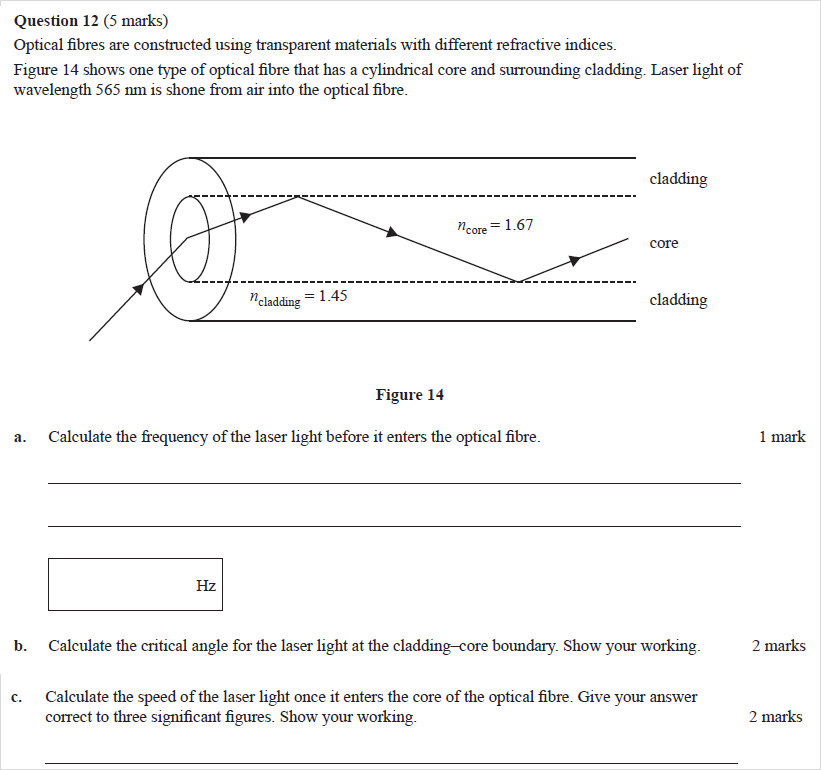 Question 12 (5 marks)
Optical fibres are constructed using transparent materials with different refractive indices.
Figure 14 shows one type of optical fibre that has a cylindrical core and surrounding cladding. Laser light of
wavelength 565 nm is shone from air into the optical fibre.
cladding
n_core = 1.67
core
n_cladding = 1.45
cladding
Figure 14
a. Calculate the frequency of the laser light before it enters the optical fibre. 1 mark
Hz
b. Calculate the critical angle for the laser light at the cladding–core boundary. Show your working. 2 marks
c. Calculate the speed of the laser light once it enters the core of the optical fibre. Give your answer
correct to three significant figures. Show your working. 2 marks